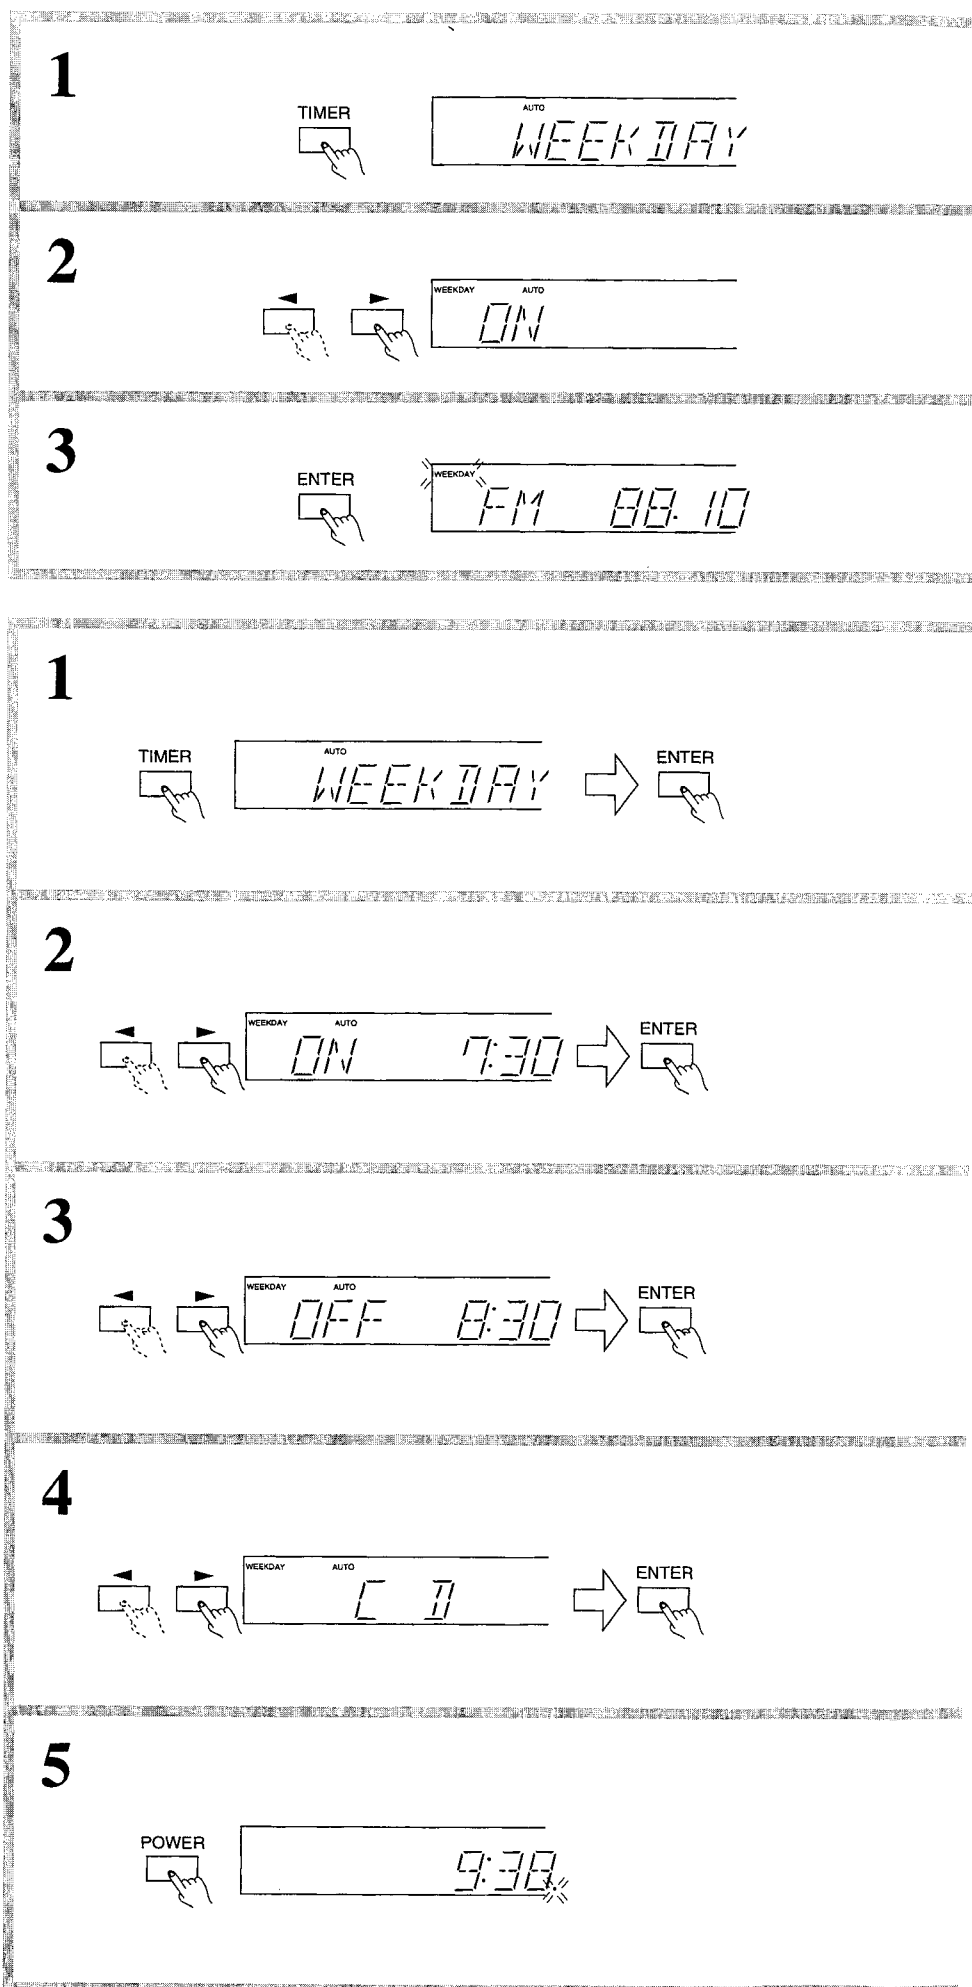 1
TIMER
AUTO
WEEKDAY
2
WEEKDAY AUTO
ON
3
ENTER
WEEKDAY
FM 88.10
1
TIMER
AUTO
WEEKDAY
ENTER
2
WEEKDAY AUTO
ON 7:30
ENTER
3
WEEKDAY AUTO
OFF 8:30
ENTER
4
WEEKDAY AUTO
C D
ENTER
5
POWER
9:38